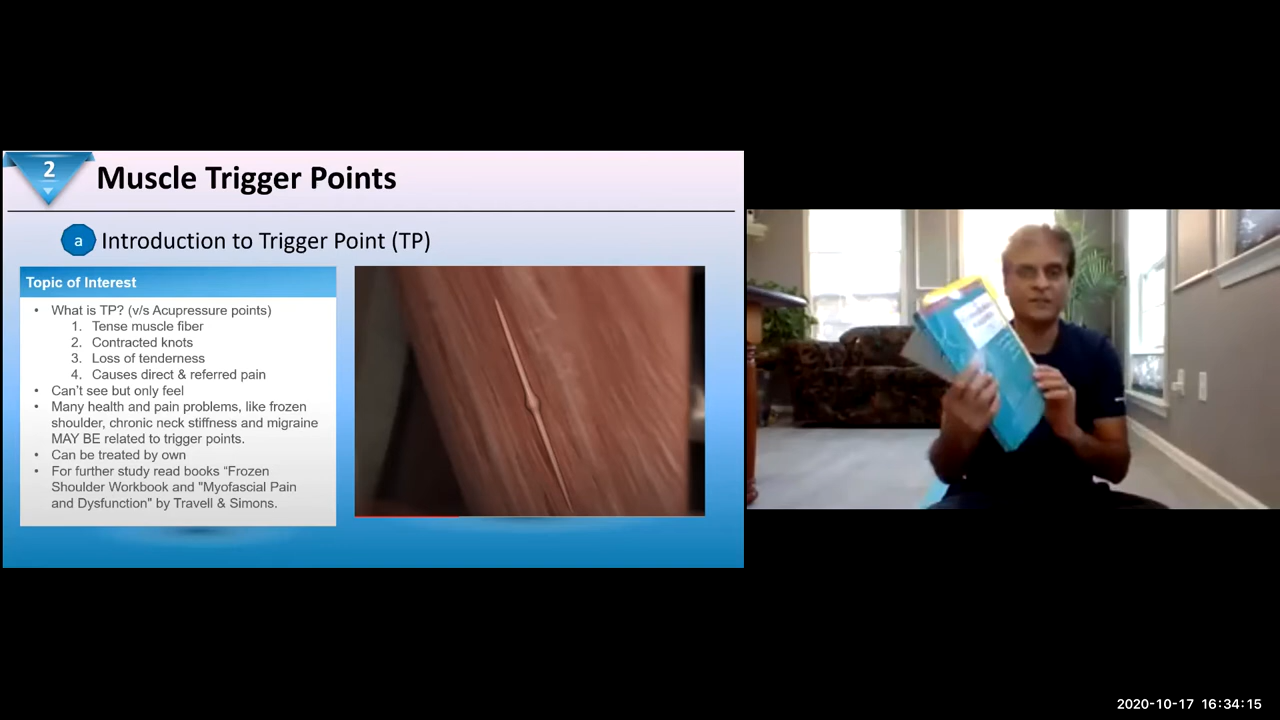 2
Muscle Trigger Points
a
Introduction to Trigger Point (TP)
Topic of Interest
• What is TP? (v/s Acupressure points)
1. Tense muscle fiber
2. Contracted knots
3. Loss of tenderness
4. Causes direct & referred pain
• Can't see but only feel
• Many health and pain problems, like frozen
shoulder, chronic neck stiffness and migraine
MAY BE related to trigger points.
• Can be treated by own
• For further study read books “Frozen
Shoulder Workbook and "Myofascial Pain
and Dysfunction" by Travell & Simons.
2020-10-17 16:34:15